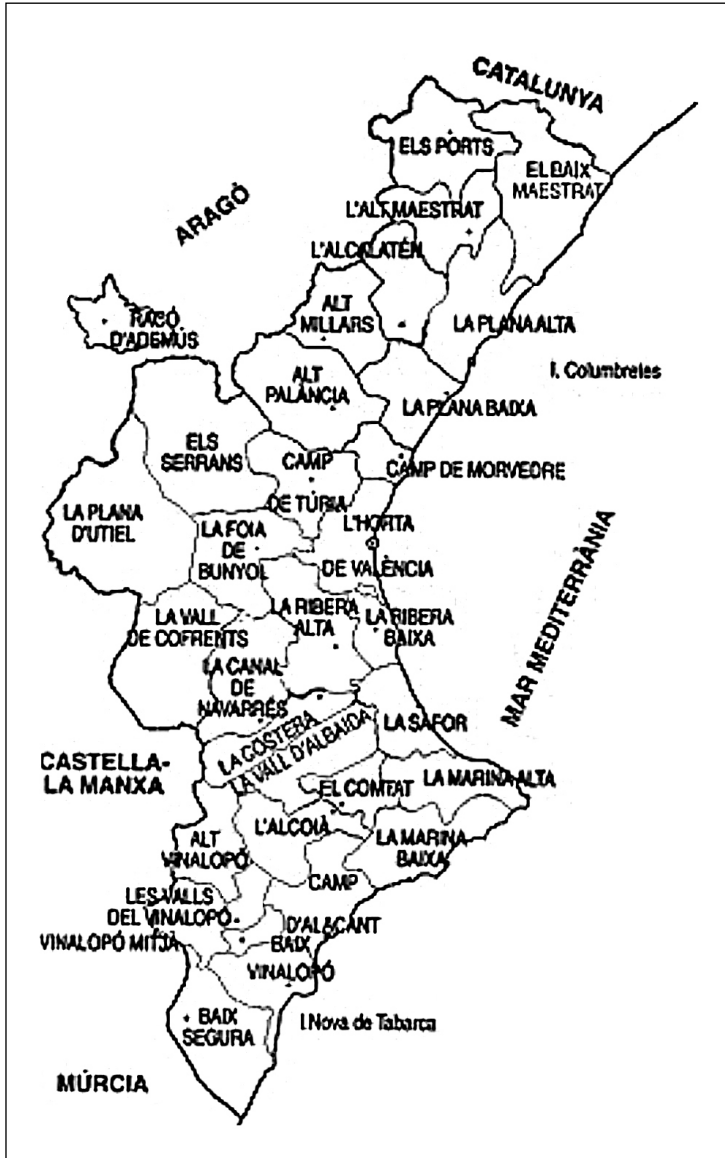 CATALUNYA
ELS PORTS
EL BAIX
MAESTRAT
ARAGÓ
L'ALT MAESTRAT
L'ALCALATÉN
ALT
MILLARS
LA PLANA ALTA
RACÓ
D'ADEMÚS
I. Columbretes
ALT
PALÀNCIA
LA PLANA BAIXA
ELS
SERRANS
CAMP
DE TÚRIA
CAMP DE MORVEDRE
LA PLANA
D'UTIEL
LA FOIA
DE
BUNYOL
L'HORTA
DE VALÈNCIA
LA RIBERA
ALTA
LA RIBERA
BAIXA
LA VALL
DE COFRENTS
MAR MEDITERRÀNIA
LA CANAL
DE
NAVARRÉS
LA COSTERA
LA VALL D'ALBAIDA
LA SAFOR
CASTELLA-
LA MANXA
LA MARINA ALTA
EL COMTAT
L'ALCOIÀ
LA MARINA
BAIXA
ALT
VINALOPÓ
CAMP
D'ALACANT
LES VALLS
DEL VINALOPÓ
VINALOPÓ MITJÀ
BAIX
VINALOPÓ
I.Nova de Tabarca
BAIX
SEGURA
MÚRCIA